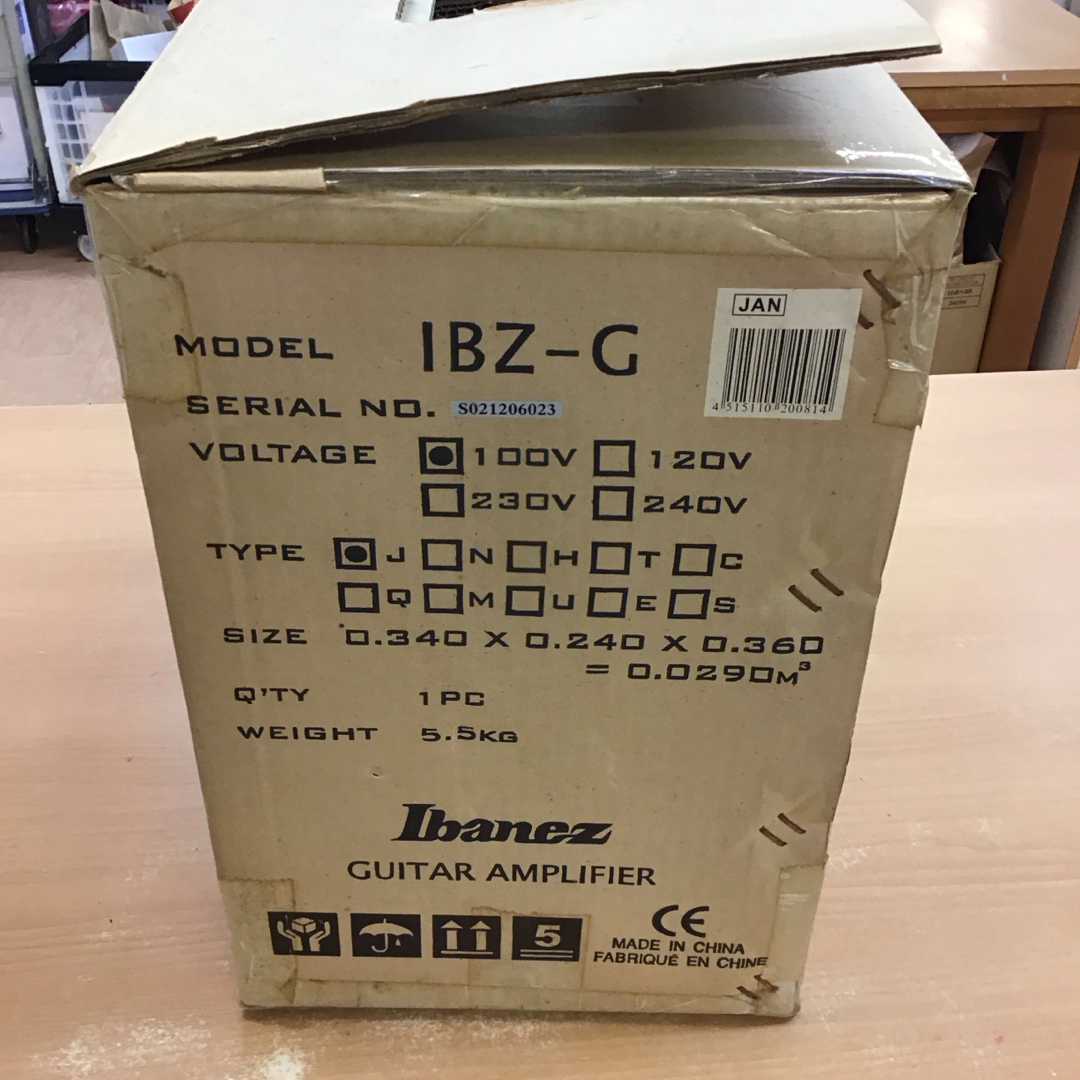 JAN
4 515110 200814
MODEL IBZ-G
SERIAL NO. S021206023
VOLTAGE 100V 120V
230V 240V
TYPE J N H T C
Q M U E S
SIZE 0.340 X 0.240 X 0.360
= 0.0290M³
Q'TY 1 PC
WEIGHT 5.5KG
Ibanez
GUITAR AMPLIFIER
5
CE
MADE IN CHINA
FABRIQUÉ EN CHINE